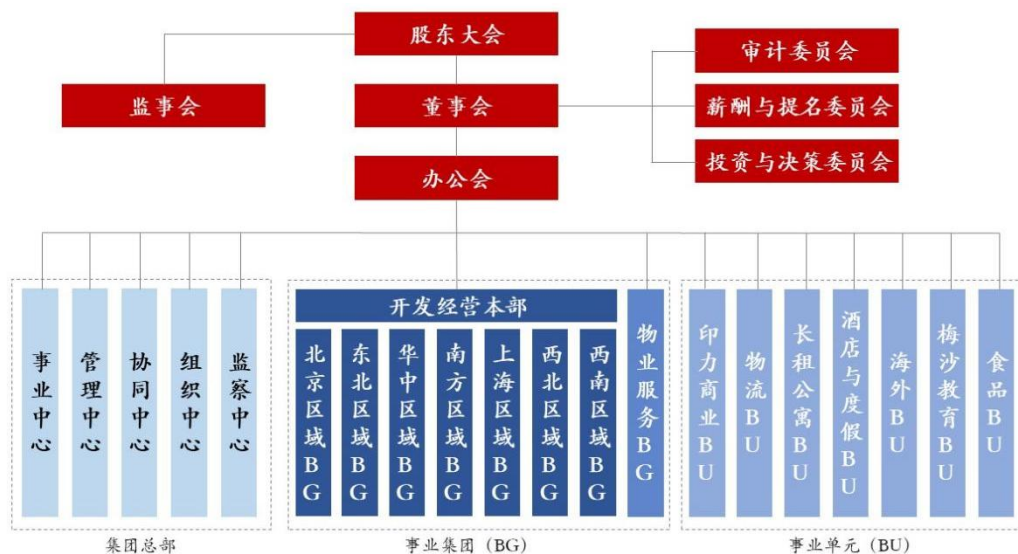 股东大会
监事会
董事会
办公会
审计委员会
薪酬与提名委员会
投资与决策委员会
事业中心
管理中心
协同中心
组织中心
监察中心
集团总部
开发经营本部
北京区域BG
东北区域BG
华中区域BG
南方区域BG
上海区域BG
西北区域BG
西南区域BG
物业服务BG
事业集团（BG）
印力商业BU
物流BU
长租公寓BU
酒店与度假BU
海外BU
梅沙教育BU
食品BU
事业单元（BU）